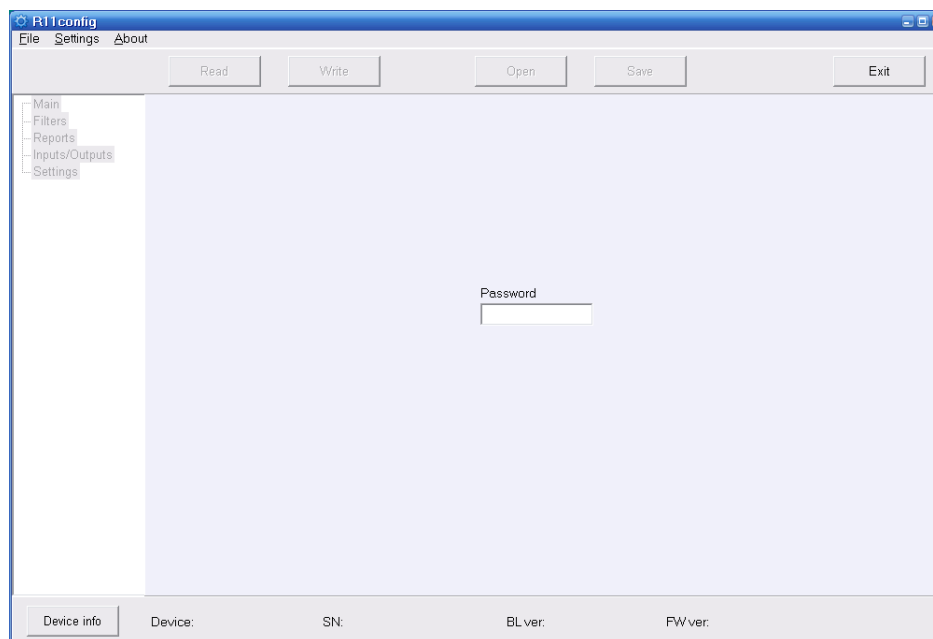 R11config
File Settings About
Read Write Open Save Exit
Main
Filters
Reports
Inputs/Outputs
Settings
Password
Device info Device: SN: BL ver: FW ver: